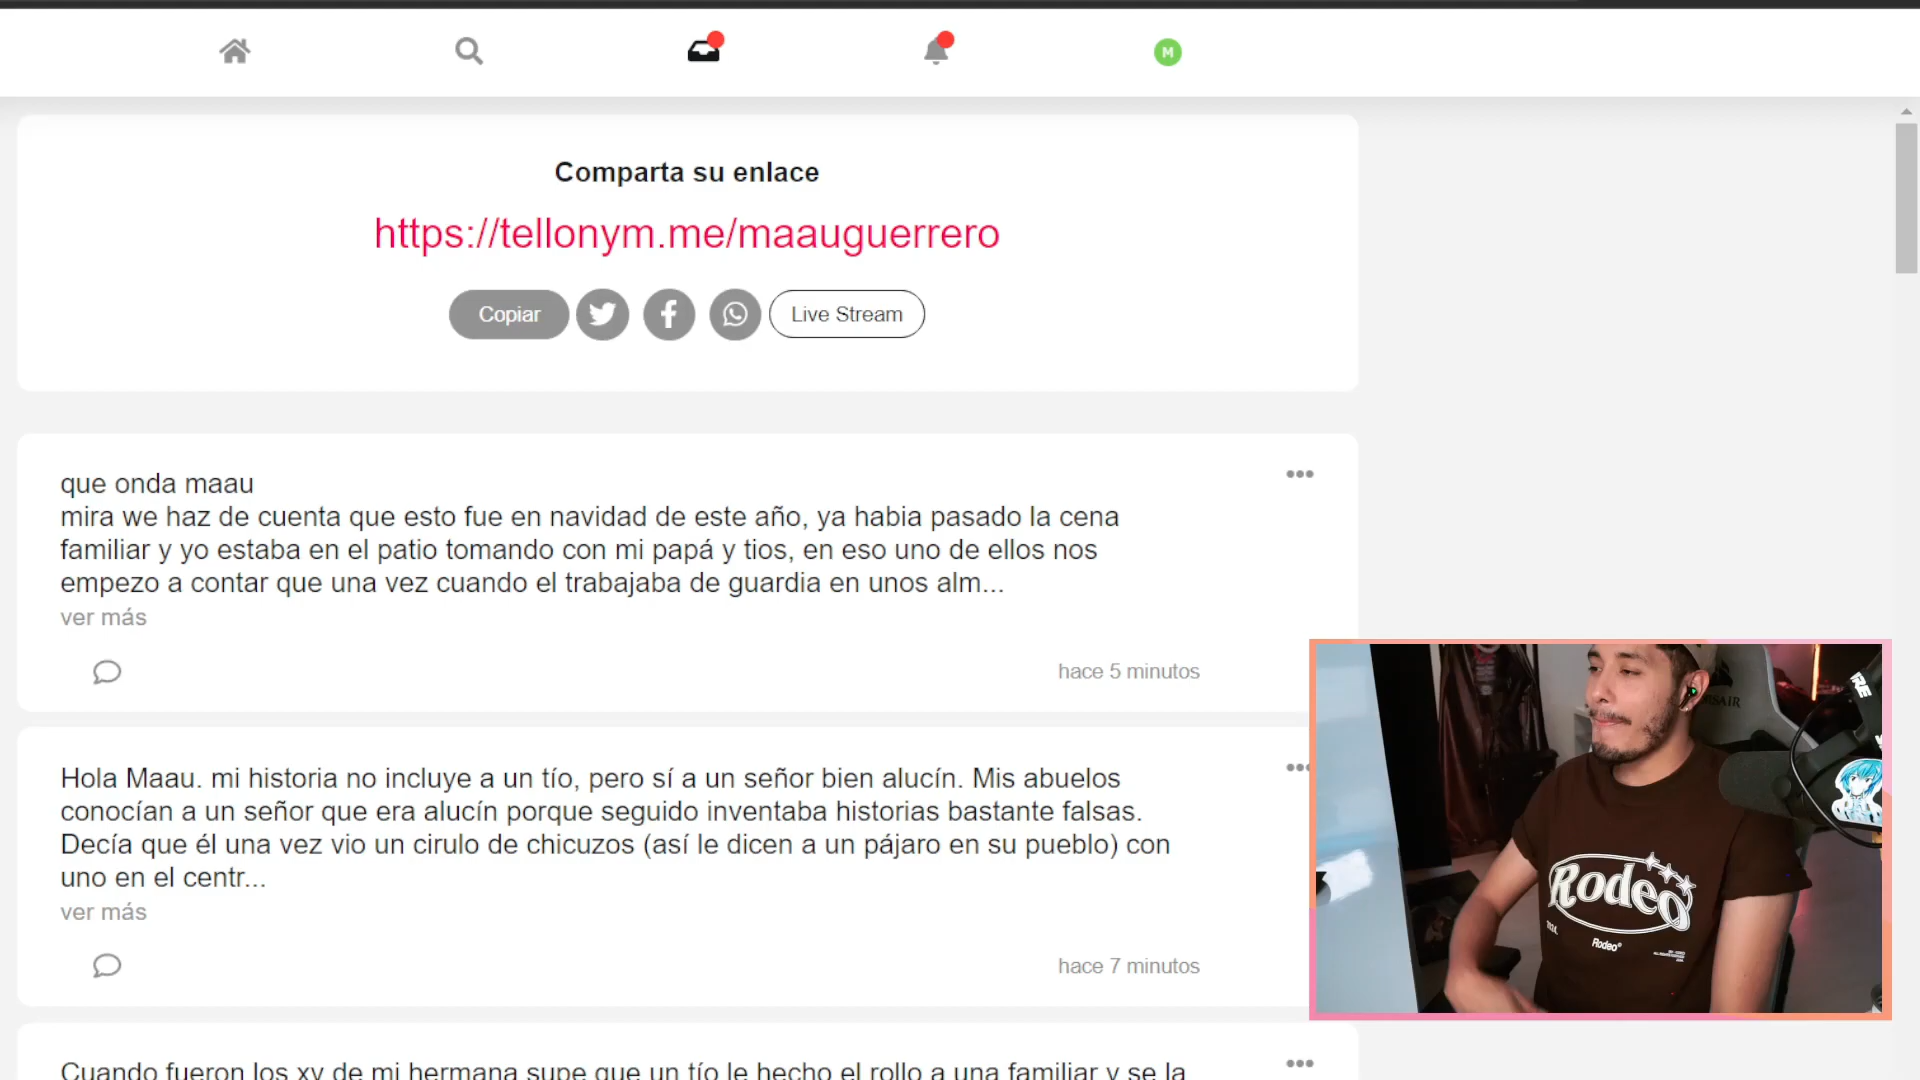 M
Comparta su enlace
https://tellonym.me/maauguerrero
Copiar
Live Stream
que onda maau
mira we haz de cuenta que esto fue en navidad de este año, ya habia pasado la cena
familiar y yo estaba en el patio tomando con mi papá y tios, en eso uno de ellos nos
empezo a contar que una vez cuando el trabajaba de guardia en unos alm...
ver más
hace 5 minutos
Hola Maau. mi historia no incluye a un tío, pero sí a un señor bien alucín. Mis abuelos
conocían a un señor que era alucín porque seguido inventaba historias bastante falsas.
Decía que él una vez vio un cirulo de chicuzos (así le dicen a un pájaro en su pueblo) con
uno en el centr...
ver más
hace 7 minutos
Cuando fueron los xv de mi hermana supe que un tío le hecho el rollo a una familiar y se la
RSAIR
Rodeo
Rodeo